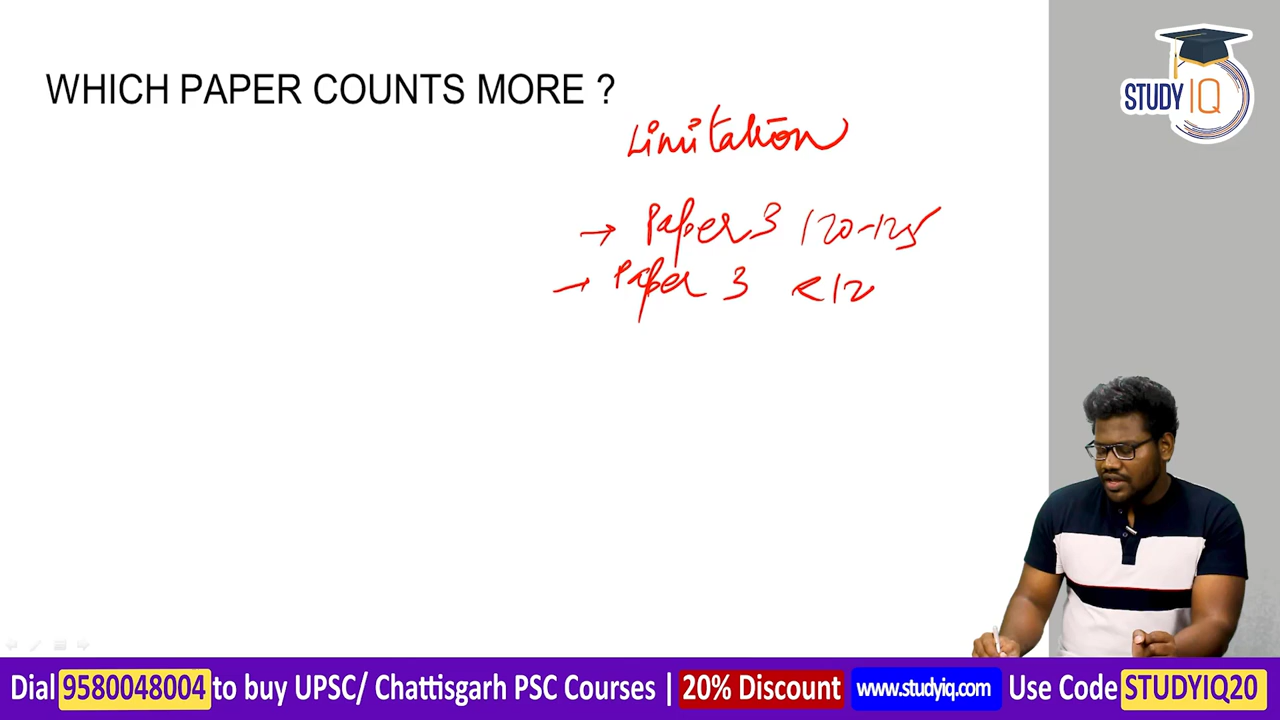 WHICH PAPER COUNTS MORE ?
STUDY IQ
Limitation
→ Paper 3 120-125
→ Paper 3 <12
Dial 9580048004 to buy UPSC/ Chattisgarh PSC Courses | 20% Discount www.studyiq.com Use Code STUDYIQ20